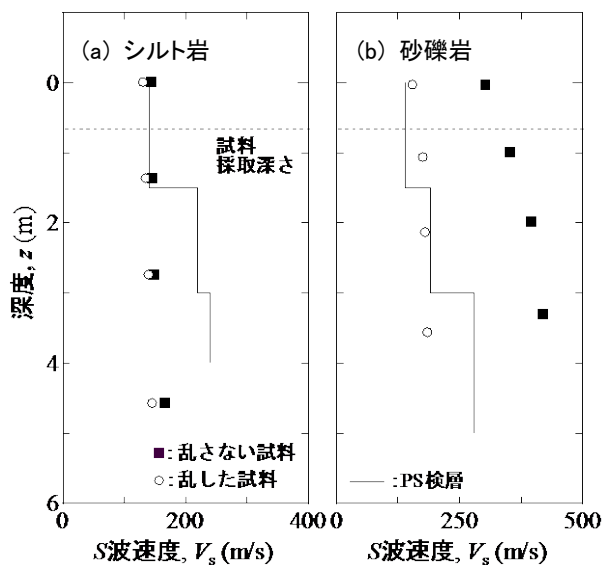 (a) シルト岩
(b) 砂礫岩
0
2
4
6
深度, z (m)
試料
採取深さ
■:乱さない試料
○:乱した試料
—:PS検層
0
200
400
0
250
500
S波速度, Vs (m/s)
S波速度, Vs (m/s)